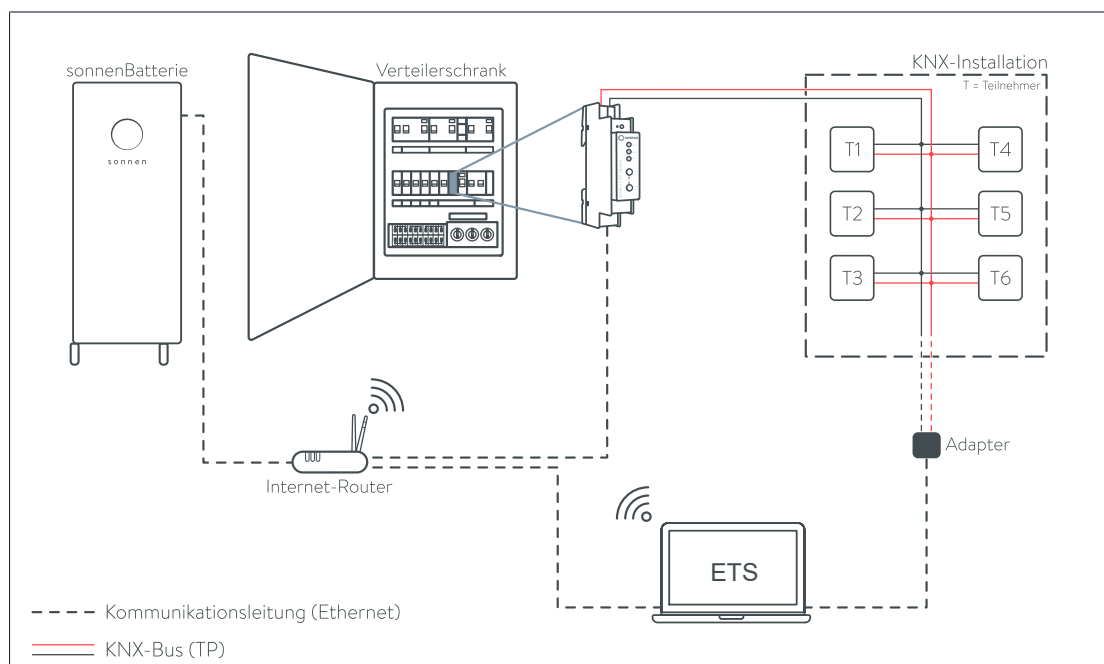 sonnenBatterie
Verteilerschrank
KNX-Installation
T = Teilnehmer
sonnen
T1
T4
T2
T5
T3
T6
Adapter
Internet-Router
ETS
Kommunikationsleitung (Ethernet)
KNX-Bus (TP)